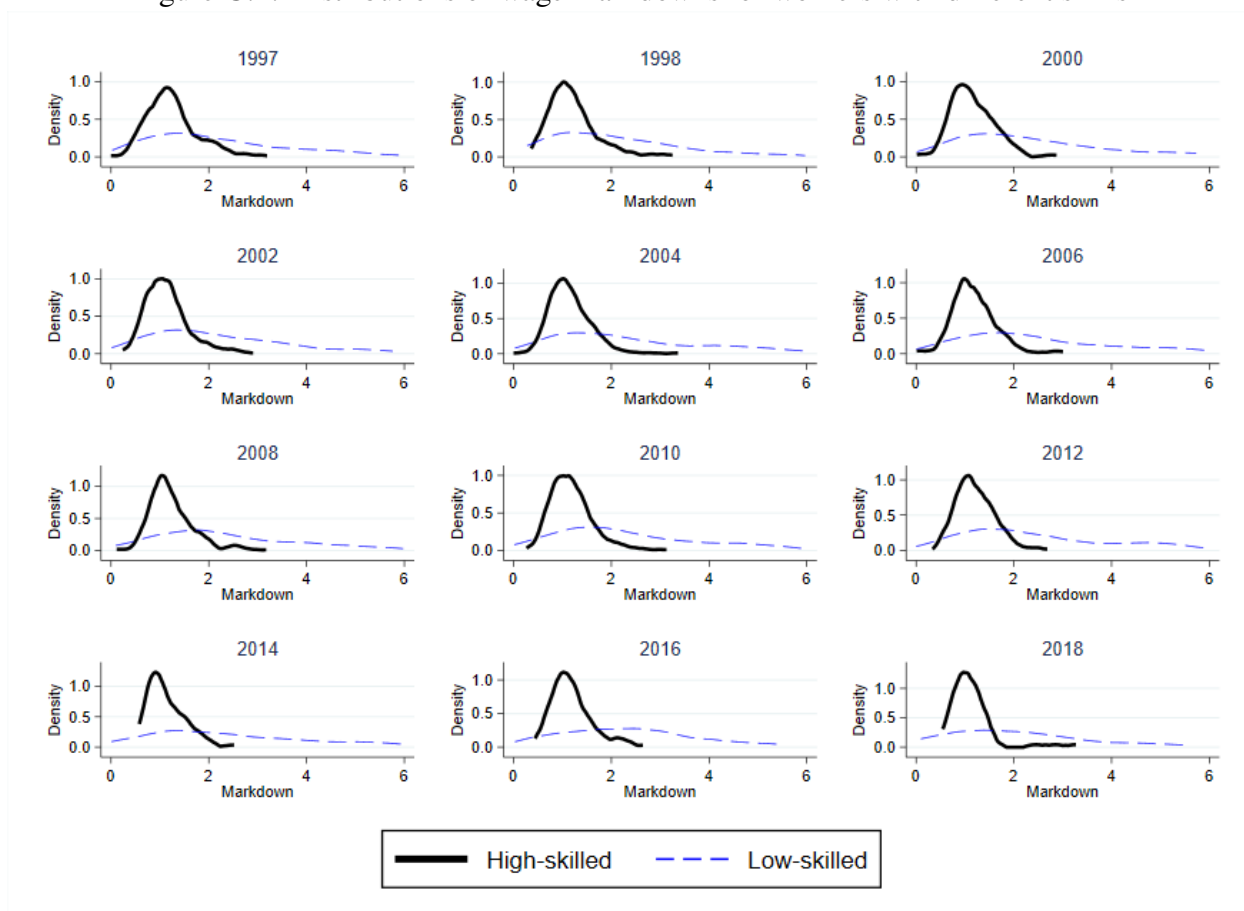 1997 1998 2000
Density 1.0 0.5 0.0 Density 1.0 0.5 0.0 Density 1.0 0.5 0.0
0 2 4 6 0 2 4 6 0 2 4 6
Markdown Markdown Markdown
2002 2004 2006
Density 1.0 0.5 0.0 Density 1.0 0.5 0.0 Density 1.0 0.5 0.0
0 2 4 6 0 2 4 6 0 2 4 6
Markdown Markdown Markdown
2008 2010 2012
Density 1.0 0.5 0.0 Density 1.0 0.5 0.0 Density 1.0 0.5 0.0
0 2 4 6 0 2 4 6 0 2 4 6
Markdown Markdown Markdown
2014 2016 2018
Density 1.0 0.5 0.0 Density 1.0 0.5 0.0 Density 1.0 0.5 0.0
0 2 4 6 0 2 4 6 0 2 4 6
Markdown Markdown Markdown
High-skilled Low-skilled